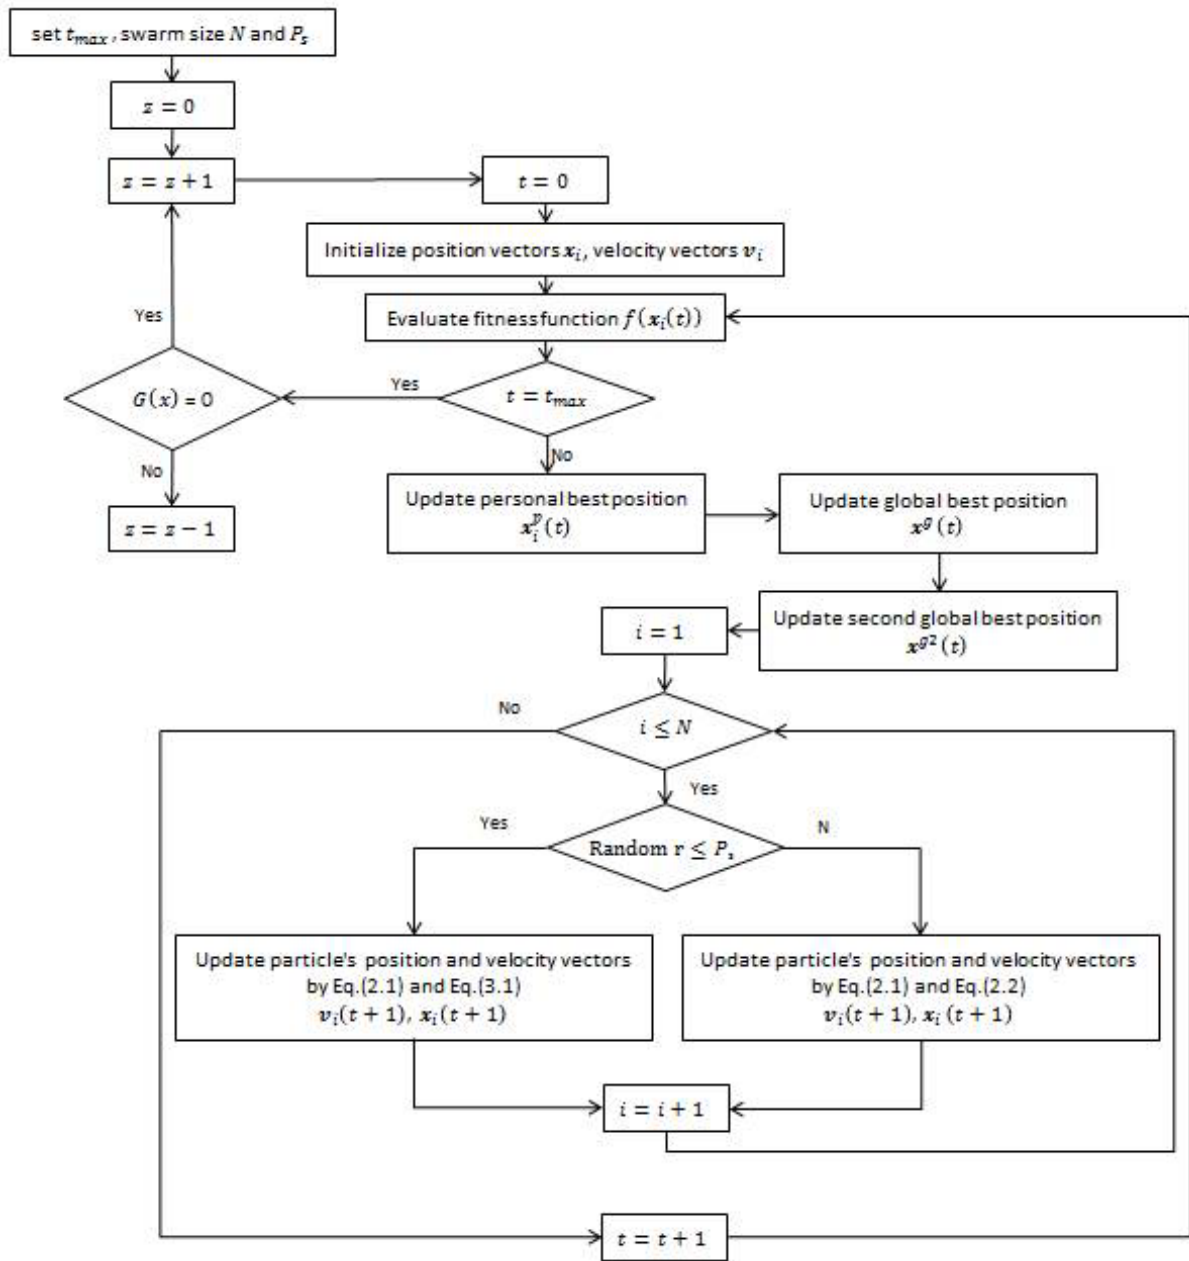 set t_max, swarm size N and P_s
z = 0
z = z + 1
t = 0
Initialize position vectors x_i, velocity vectors v_i
Yes
Evaluate fitness function f(x_i(t))
Yes
G(x) = 0
t = t_max
No
No
Update personal best position
x_i^p(t)
Update global best position
x^g(t)
z = z − 1
Update second global best position
x^g2(t)
i = 1
No
i ≤ N
Yes
Yes
N
Random r ≤ P_s
Update particle's position and velocity vectors
by Eq.(2.1) and Eq.(3.1)
v_i(t + 1), x_i(t + 1)
Update particle's position and velocity vectors
by Eq.(2.1) and Eq.(2.2)
v_i(t + 1), x_i(t + 1)
i = i + 1
t = t + 1